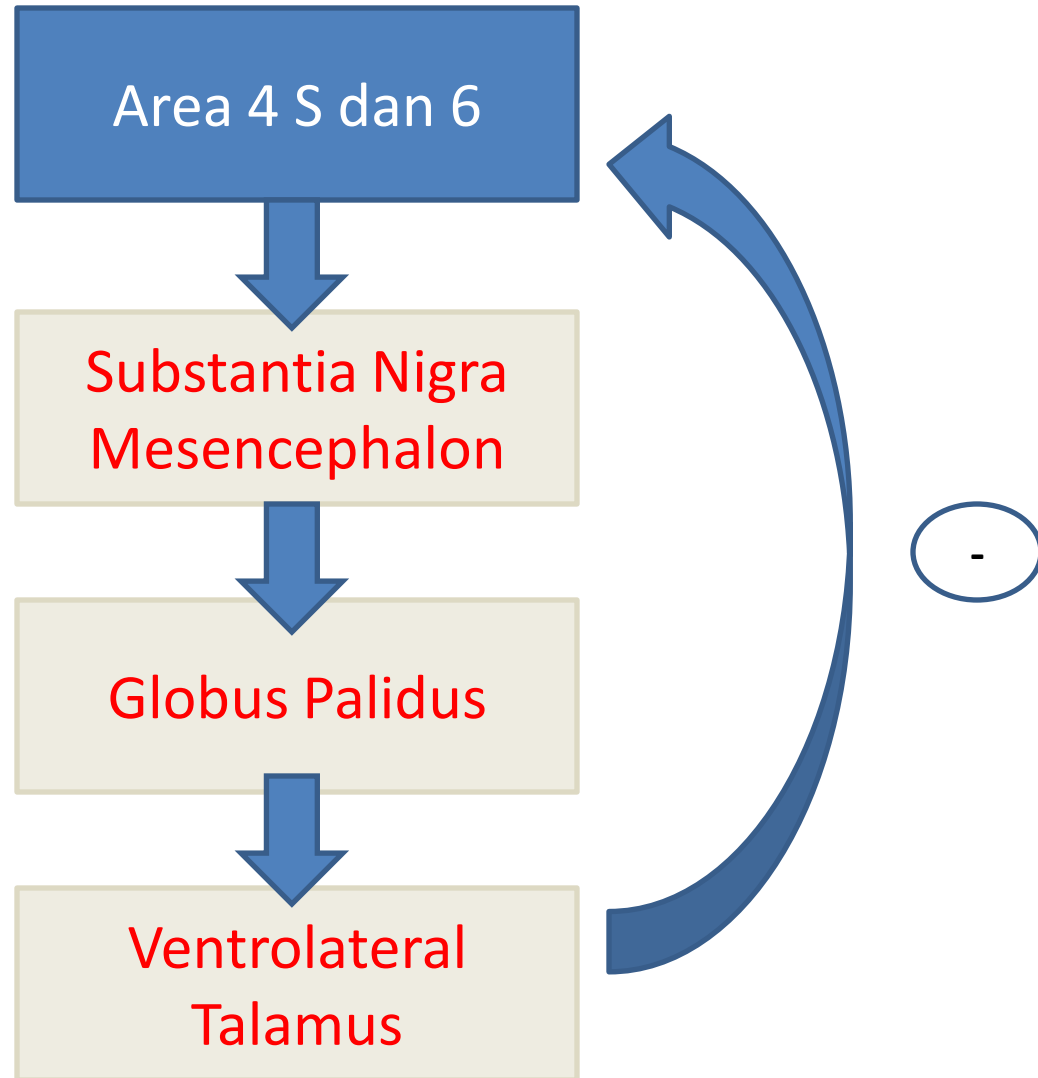 Area 4 S dan 6
Substantia Nigra
Mesencephalon
Globus Palidus
Ventrolateral
Talamus
-